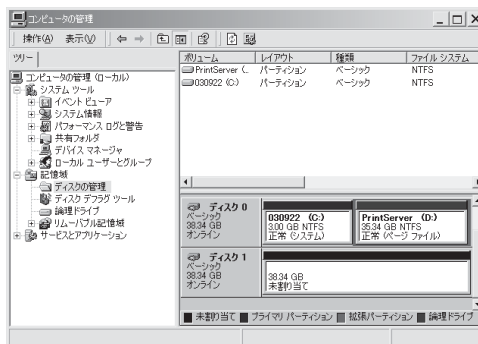 コンピュータの管理
操作(A) 表示(V)
ツリー
コンピュータの管理 (ローカル)
システム ツール
イベント ビューア
システム情報
パフォーマンス ログと警告
共有フォルダ
デバイス マネージャ
ローカル ユーザーとグループ
記憶域
ディスクの管理
ディスク デフラグ ツール
論理ドライブ
リムーバブル記憶域
サービスとアプリケーション
ボリューム レイアウト 種類 ファイル システム
PrintServer (... パーティション ベーシック NTFS
030922 (C:) パーティション ベーシック NTFS
ディスク 0
ベーシック
38.34 GB
オンライン
030922 (C:)
3.00 GB NTFS
正常 (システム)
PrintServer (D:)
35.34 GB NTFS
正常 (ページ ファイル)
ディスク 1
ベーシック
38.34 GB
オンライン
38.34 GB
未割り当て
未割り当て プライマリ パーティション 拡張パーティション 論理ドライブ